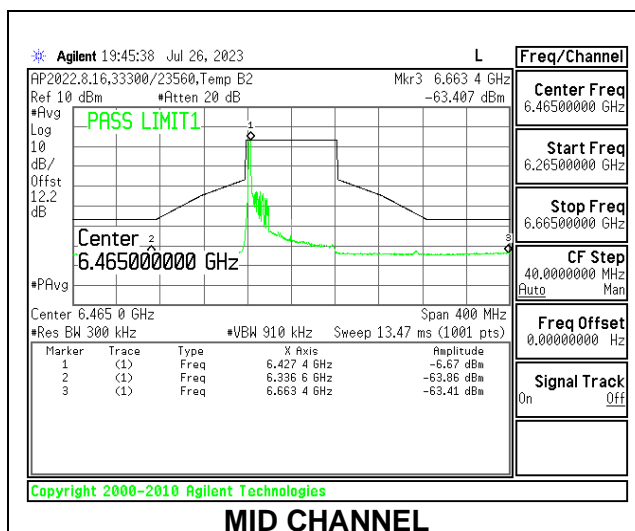 Agilent 19:45:38 Jul 26, 2023 L
Freq/Channel
AP2022.8.16,33300/23560,Temp B2 Mkr3 6.663 4 GHz
Ref 10 dBm #Atten 20 dB -63.407 dBm
#Avg
Log
10
dB/
Offst
12.2
dB
#PAvg
PASS LIMIT1
1
2
3
Center
6.465000000 GHz
Center 6.465 0 GHz Span 400 MHz
#Res BW 300 kHz #VBW 910 kHz Sweep 13.47 ms (1001 pts)
Marker Trace Type X Axis Amplitude
1 (1) Freq 6.427 4 GHz -6.67 dBm
2 (1) Freq 6.336 6 GHz -63.86 dBm
3 (1) Freq 6.663 4 GHz -63.41 dBm
Center Freq
6.46500000 GHz
Start Freq
6.26500000 GHz
Stop Freq
6.66500000 GHz
CF Step
40.0000000 MHz
Auto Man
Freq Offset
0.00000000 Hz
Signal Track
On Off
Copyright 2000-2010 Agilent Technologies
MID CHANNEL